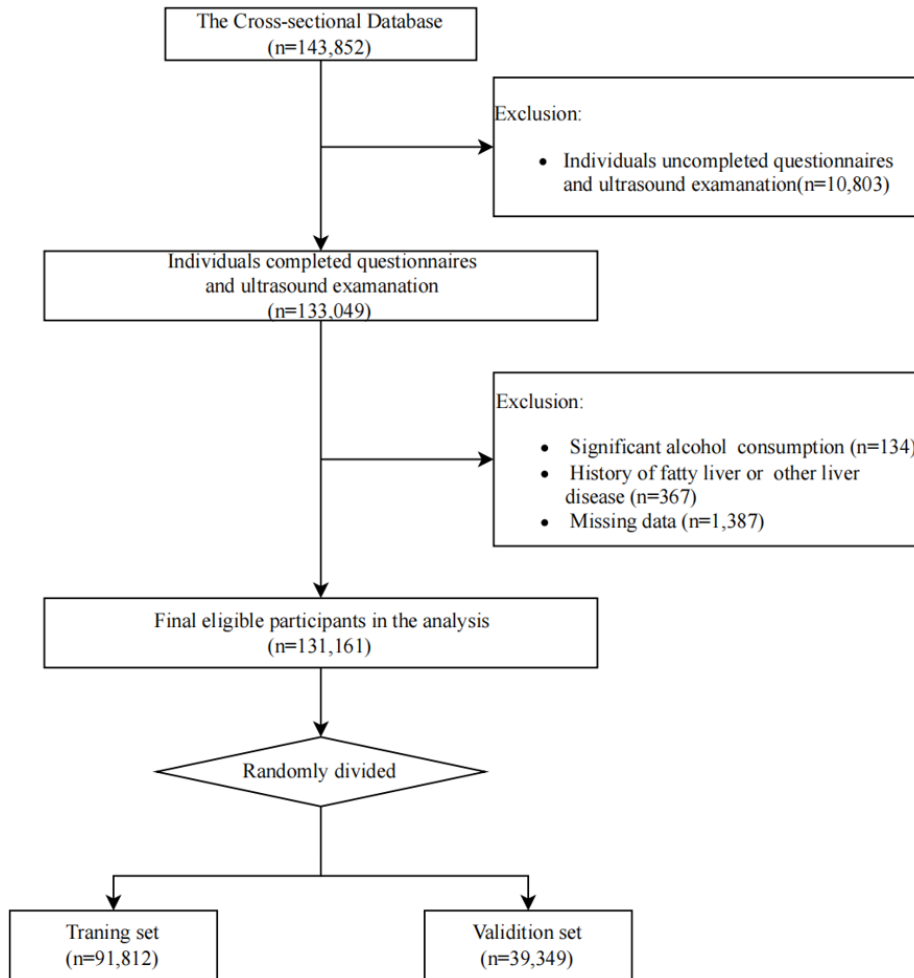 The Cross-sectional Database
(n=143,852)
Exclusion:
• Individuals uncompleted questionnaires
and ultrasound examanation(n=10,803)
Individuals completed questionnaires
and ultrasound examanation
(n=133,049)
Exclusion:
• Significant alcohol consumption (n=134)
• History of fatty liver or other liver
disease (n=367)
• Missing data (n=1,387)
Final eligible participants in the analysis
(n=131,161)
Randomly divided
Traning set
(n=91,812)
Validition set
(n=39,349)